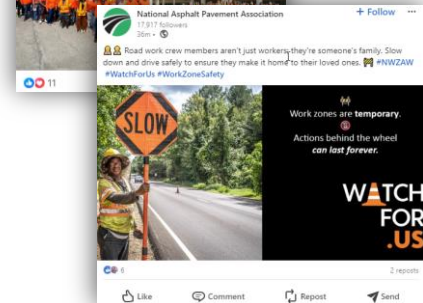 National Asphalt Pavement Association
17,917 followers
36m •
+ Follow ...
Road work crew members aren't just workers, they're someone's family. Slow
down and drive safely to ensure they make it home to their loved ones. #NWZAW
#WatchForUs #WorkZoneSafety
11
SLOW
Work zones are temporary.
Actions behind the wheel
can last forever.
WATCH
FOR
.US
6
2 reposts
Like
Comment
Repost
Send